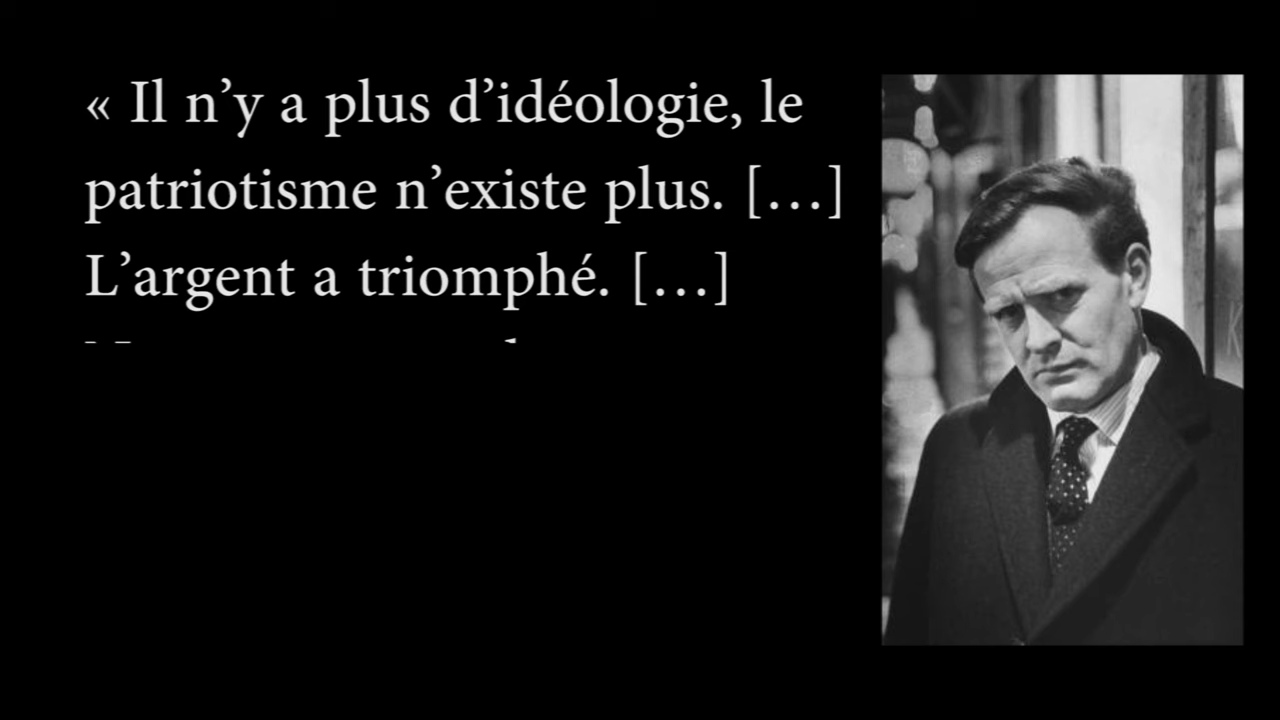 « Il n’y a plus d’idéologie, le
patriotisme n’existe plus. […]
L’argent a triomphé. […]